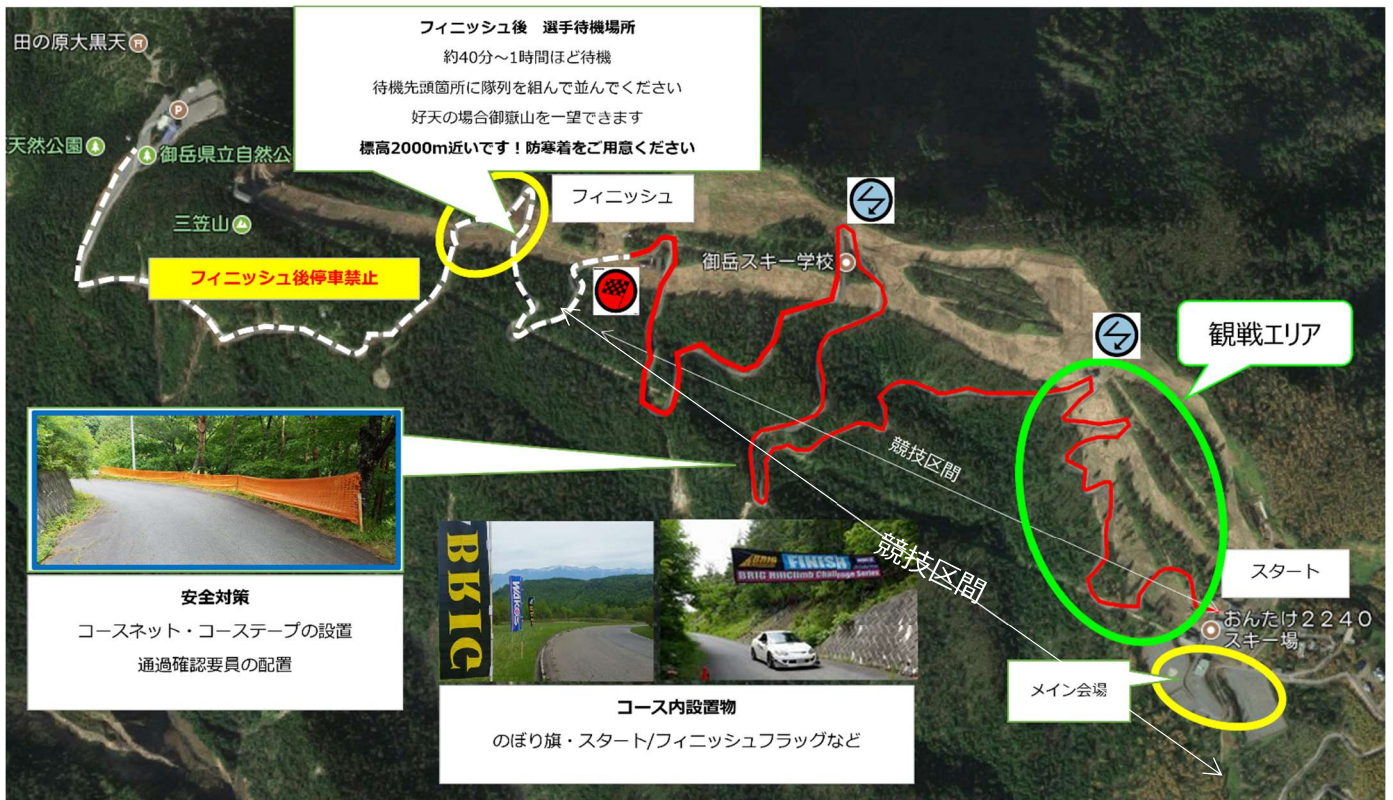 フィニッシュ後　選手待機場所
約40分～1時間ほど待機
待機先頭箇所に隊列を組んで並んでください
好天の場合御嶽山を一望できます
標高2000m近いです！防寒着をご用意ください
田の原大黒天
P
天然公園
御岳県立自然公
三笠山
フィニッシュ
御岳スキー学校
フィニッシュ後停車禁止
観戦エリア
競技区間
競技区間
スタート
おんたけ２２４０
スキー場
メイン会場
安全対策
コースネット・コーステープの設置
通過確認要員の配置
BRIG
WAKO'S
BRIG
FINISH
BRIG HillClimb Challenge Series
コース内設置物
のぼり旗・スタート/フィニッシュフラッグなど